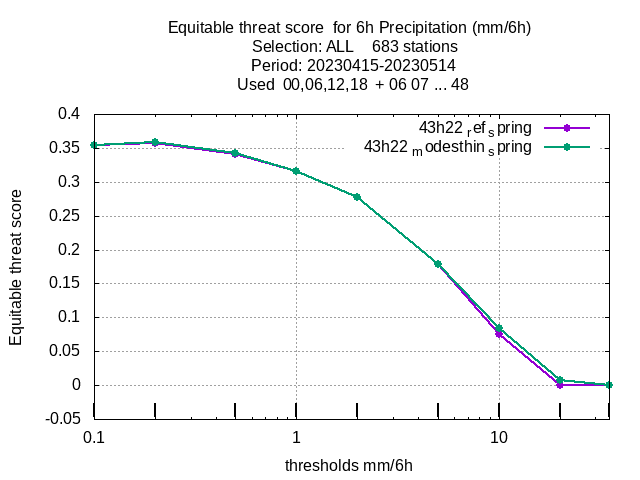 Equitable threat score for 6h Precipitation (mm/6h)
Selection: ALL 683 stations
Period: 20230415-20230514
Used 00,06,12,18 + 06 07 ... 48
0.4
0.35
0.3
0.25
0.2
0.15
0.1
0.05
0
-0.05
Equitable threat score
43h22 ref spring
43h22 modesthin spring
0.1 1 10
thresholds mm/6h